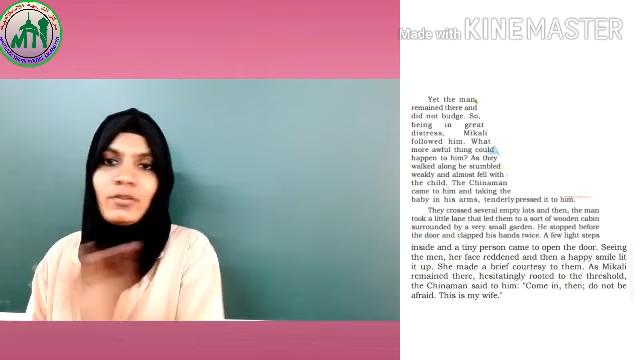 Made with KINEMASTER
Yet the man
remained there and
did not budge. So,
being in great
distress, Mikali
followed him. What
more awful thing could
happen to him? As they
walked along he stumbled
weakly and almost fell with
the child. The Chinaman
came to him and taking the
baby in his arms, tenderly pressed it to him.
They crossed several empty lots and then, the man
took a little lane that led them to a sort of wooden cabin
surrounded by a very small garden. He stopped before
the door and clapped his hands twice. A few light steps
inside and a tiny person came to open the door. Seeing
the men, her face reddened and then a happy smile lit
it up. She made a brief courtesy to them. As Mikali
remained there, hesitatingly rooted to the threshold,
the Chinaman said to him: "Come in, then; do not be
afraid. This is my wife."